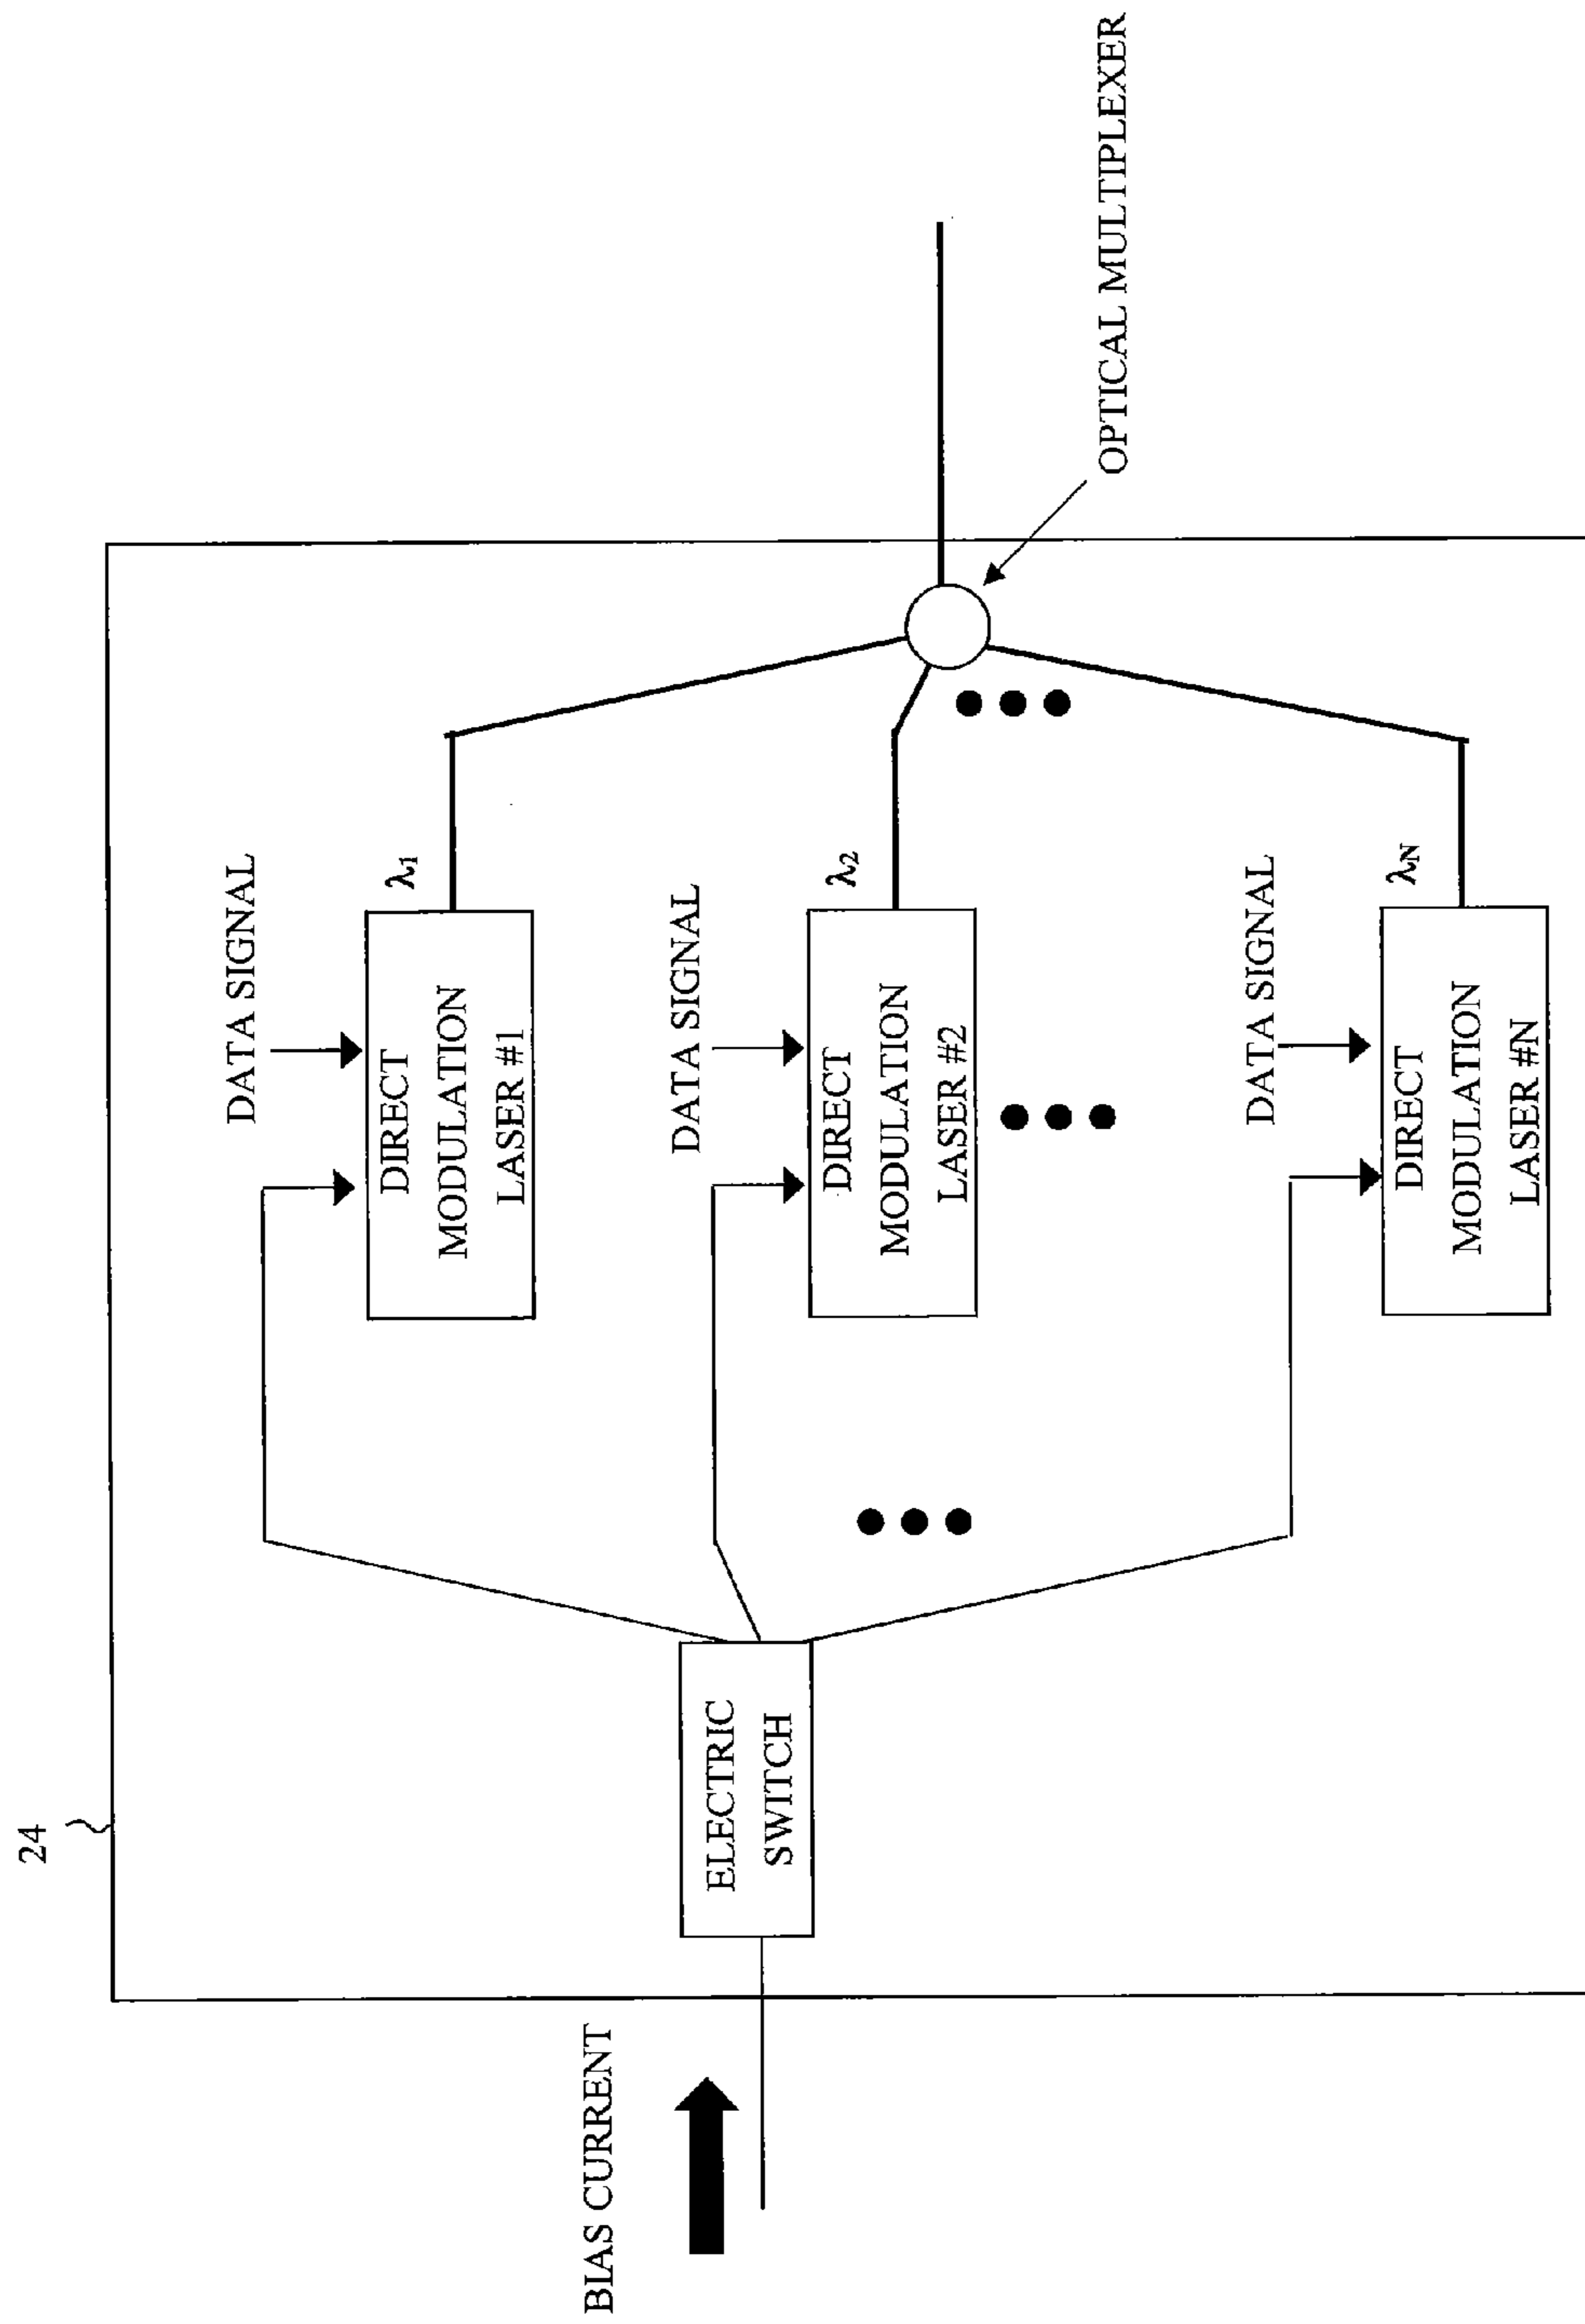 24
BIAS CURRENT
ELECTRIC
SWITCH
DATA SIGNAL
DIRECT
MODULATION
LASER #1
λ1
DATA SIGNAL
DIRECT
MODULATION
LASER #2
λ2
DATA SIGNAL
DIRECT
MODULATION
LASER #N
λN
OPTICAL MULTIPLEXER